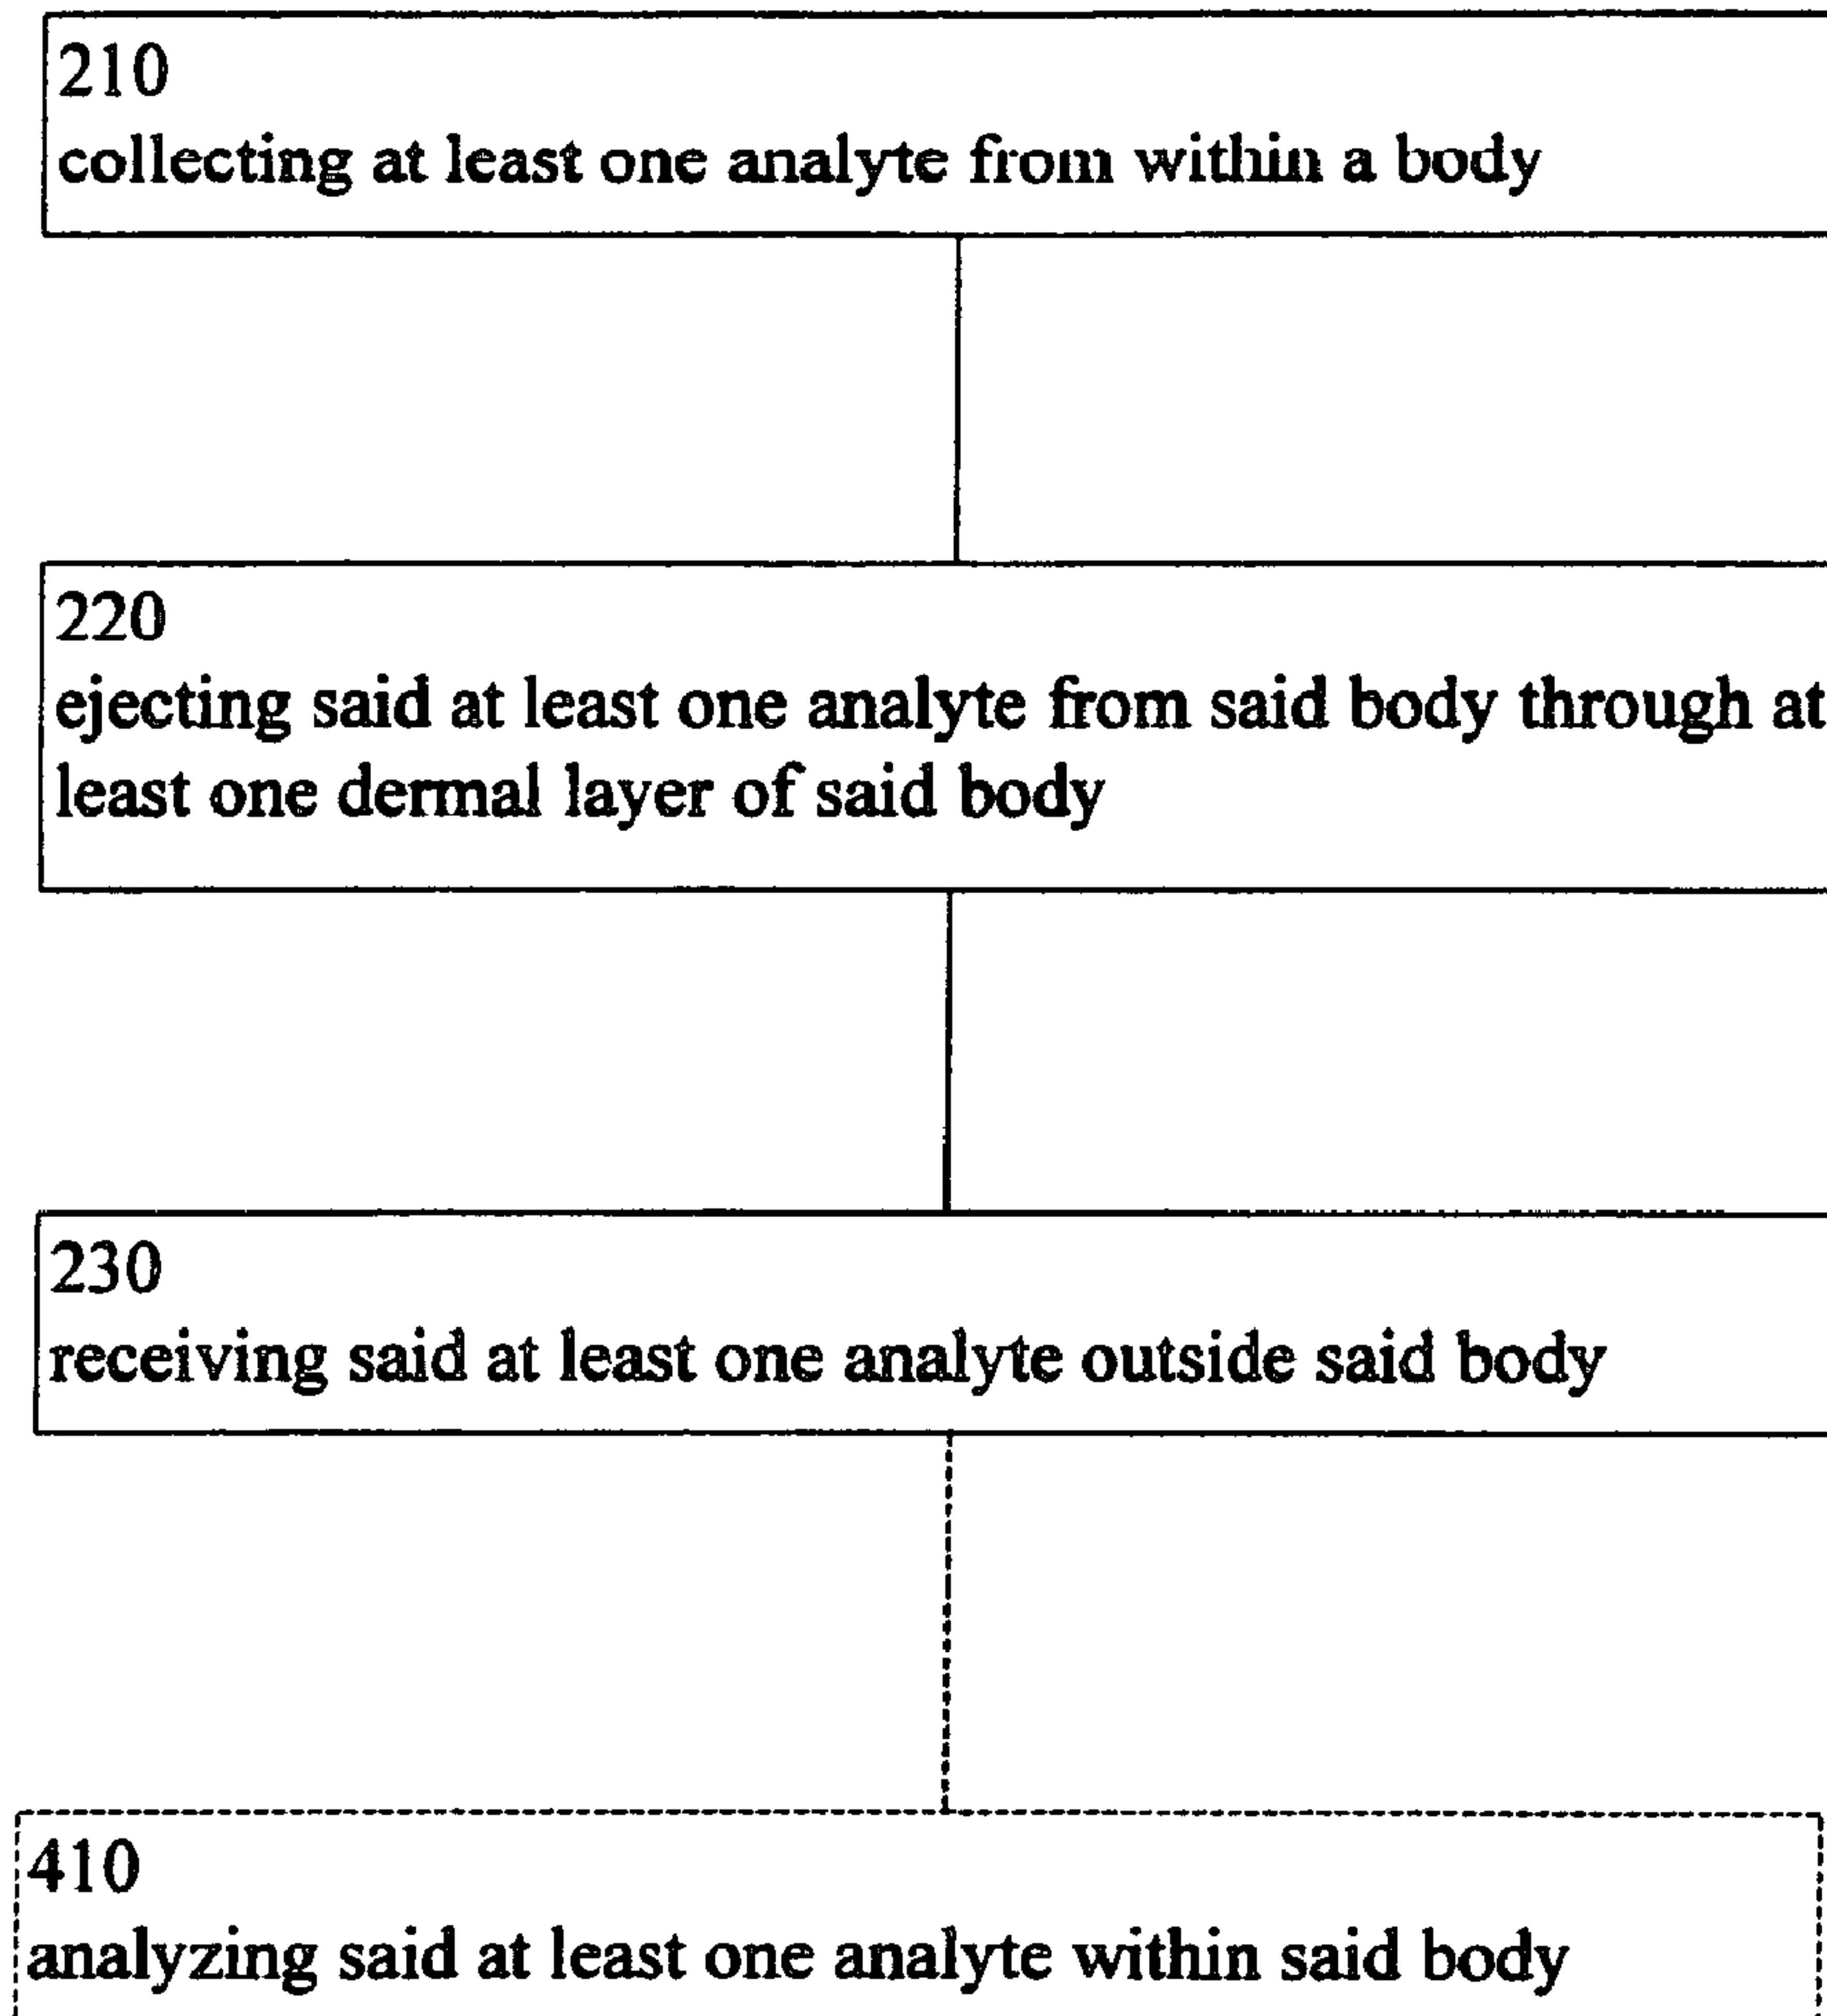 210
collecting at least one analyte from within a body
220
ejecting said at least one analyte from said body through at
least one dermal layer of said body
230
receiving said at least one analyte outside said body
410
analyzing said at least one analyte within said body